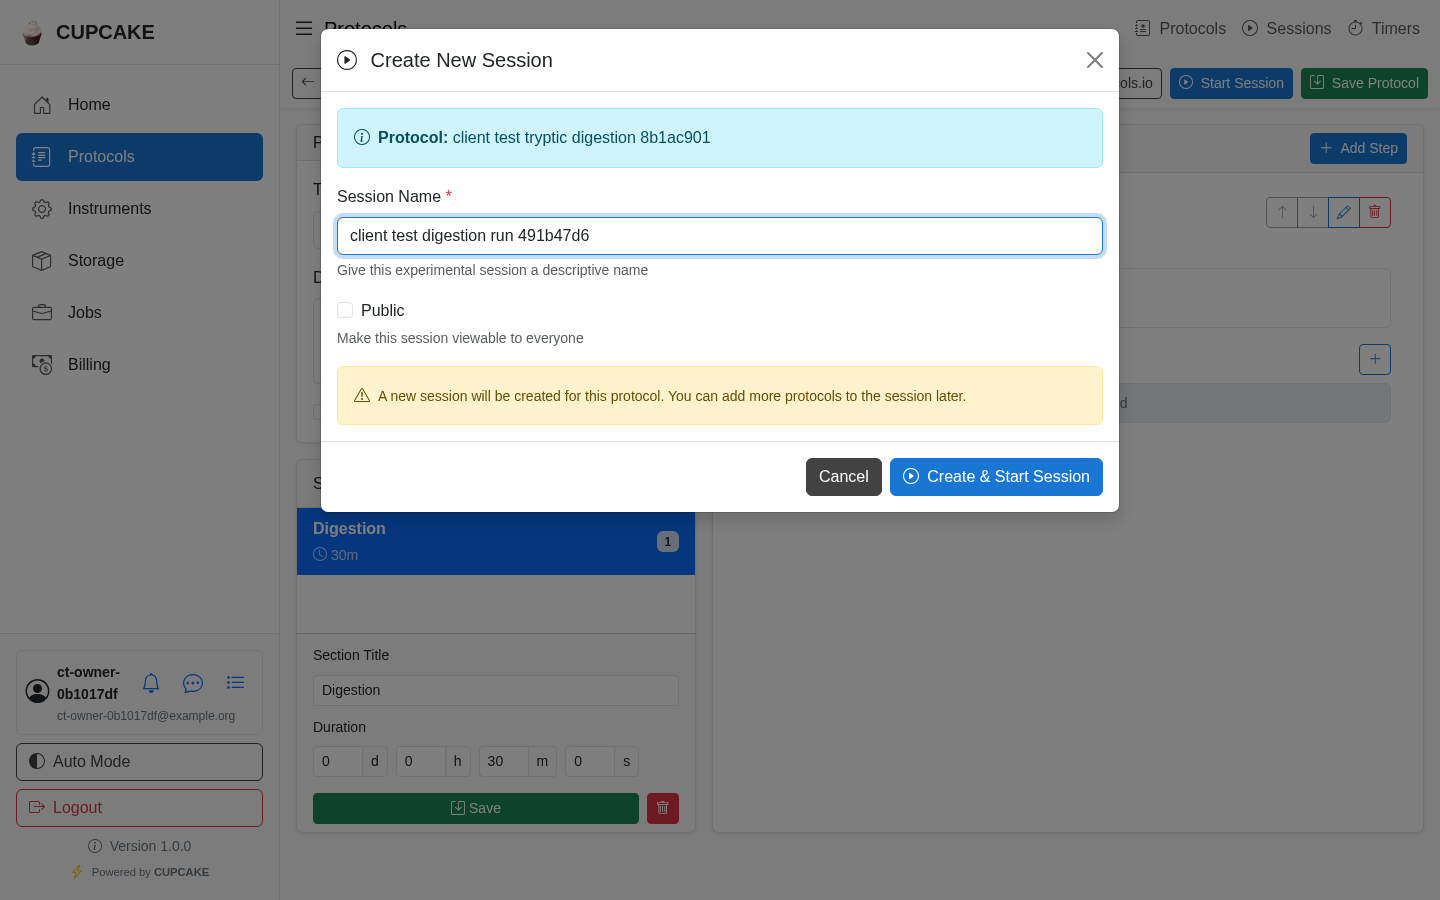 CUPCAKE
Protocols
Protocols
Sessions
Timers
ols.io
Start Session
Save Protocol
Home
Protocols
Instruments
Storage
Jobs
Billing
Create New Session
Protocol: client test tryptic digestion 8b1ac901
Session Name *
client test digestion run 491b47d6
Give this experimental session a descriptive name
Public
Make this session viewable to everyone
A new session will be created for this protocol. You can add more protocols to the session later.
Cancel
Create & Start Session
Add Step
Digestion
30m
1
Section Title
Digestion
Duration
0 d 0 h 30 m 0 s
Save
ct-owner-
0b1017df
ct-owner-0b1017df@example.org
Auto Mode
Logout
Version 1.0.0
Powered by CUPCAKE